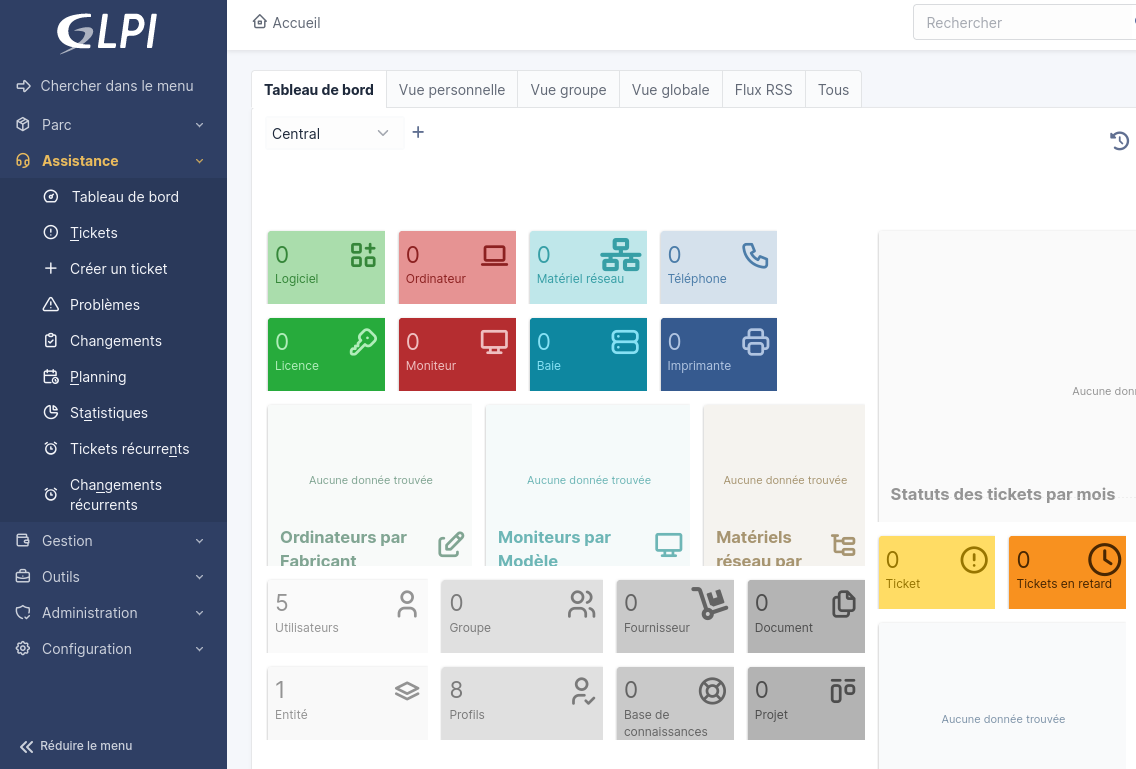 GLPI
Accueil
Rechercher
Chercher dans le menu
Parc
Assistance
Tableau de bord
Tickets
Créer un ticket
Problèmes
Changements
Planning
Statistiques
Tickets récurrents
Changements
récurrents
Gestion
Outils
Administration
Configuration
Réduire le menu
Tableau de bord
Vue personnelle
Vue groupe
Vue globale
Flux RSS
Tous
Central
0
Logiciel
0
Ordinateur
0
Matériel réseau
0
Téléphone
0
Licence
0
Moniteur
0
Baie
0
Imprimante
Aucune donnée trouvée
Ordinateurs par
Fabricant
Aucune donnée trouvée
Moniteurs par
Modèle
Aucune donnée trouvée
Matériels
réseau par
5
Utilisateurs
0
Groupe
0
Fournisseur
0
Document
1
Entité
8
Profils
0
Base de
connaissances
0
Projet
Aucune
Statuts des tickets par mois
0
Ticket
0
Tickets en retard
Aucune donnée trouvée